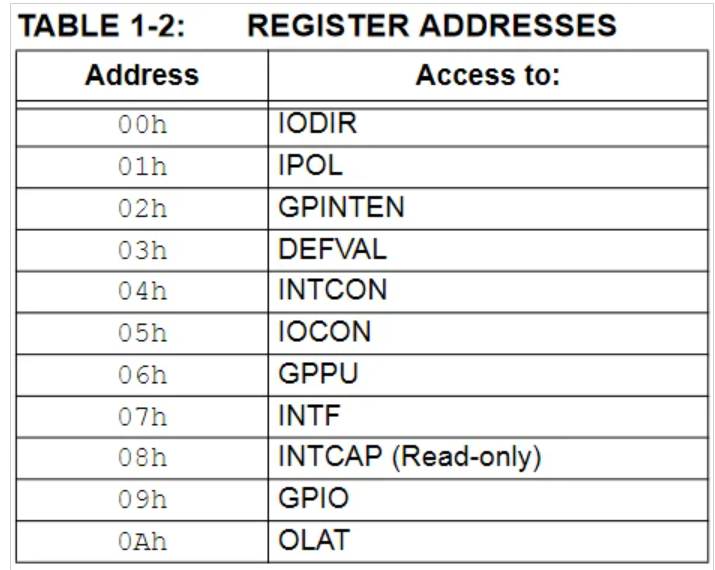 TABLE 1-2: REGISTER ADDRESSES
Address Access to:
00h IODIR
01h IPOL
02h GPINTEN
03h DEFVAL
04h INTCON
05h IOCON
06h GPPU
07h INTF
08h INTCAP (Read-only)
09h GPIO
0Ah OLAT